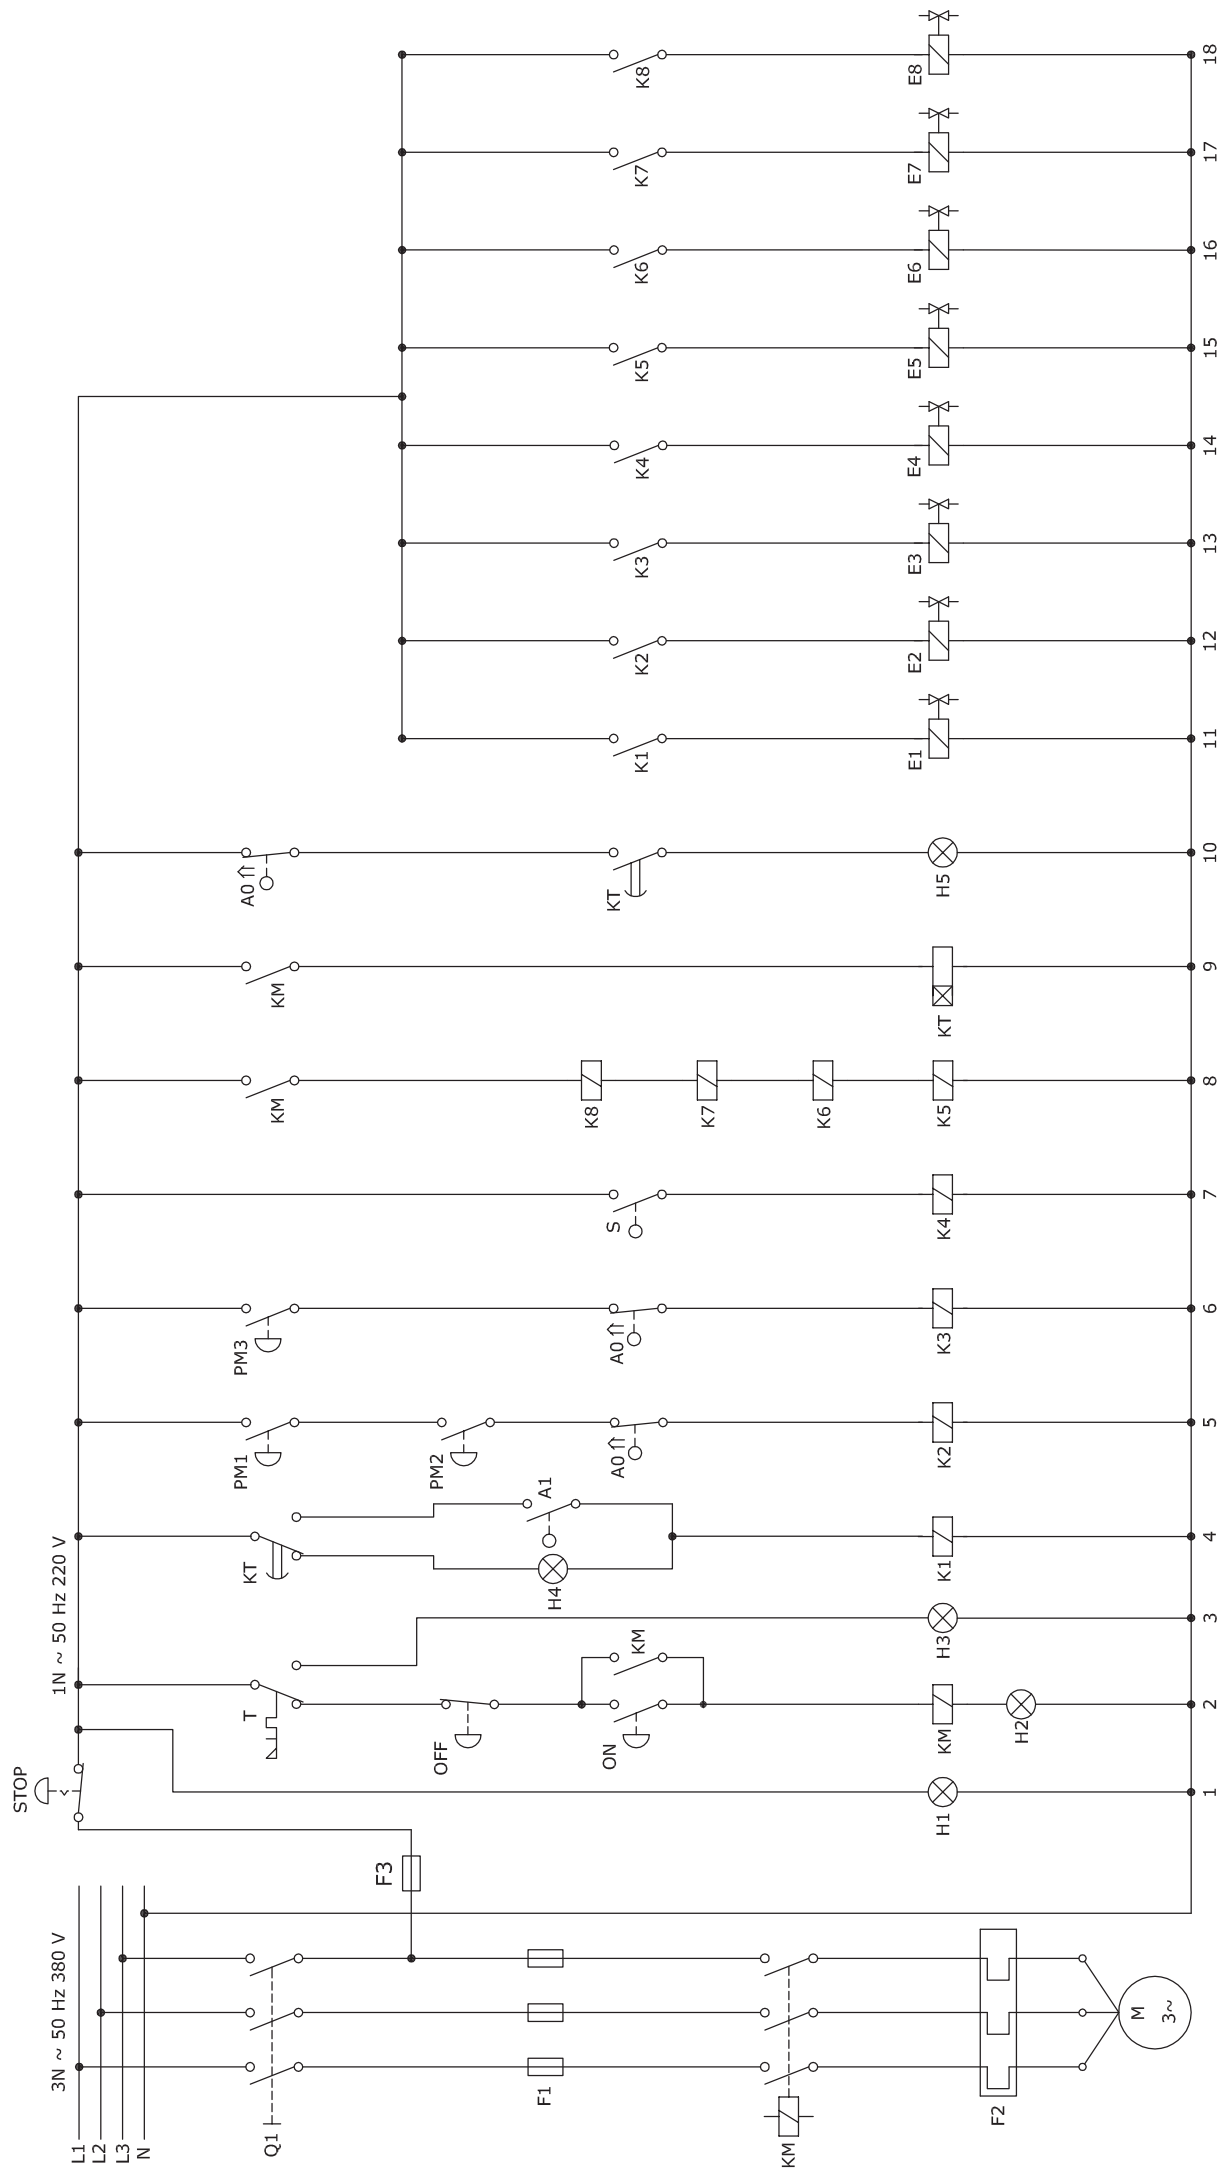 3N ~ 50 Hz 380 V
L1
L2
L3
N
Q1
F1
KM
F2
M
3~
F3
STOP
1N ~ 50 Hz 220 V
H1
1
T
OFF
ON
KM
KM
H2
2
H3
3
KT
H4
A1
K1
4
PM1
PM2
A0
K2
5
PM3
A0
K3
6
S
K4
7
KM
K8
K7
K6
K5
8
KM
KT
9
A0
KT
H5
10
K1
E1
11
K2
E2
12
K3
E3
13
K4
E4
14
K5
E5
15
K6
E6
16
K7
E7
17
K8
E8
18